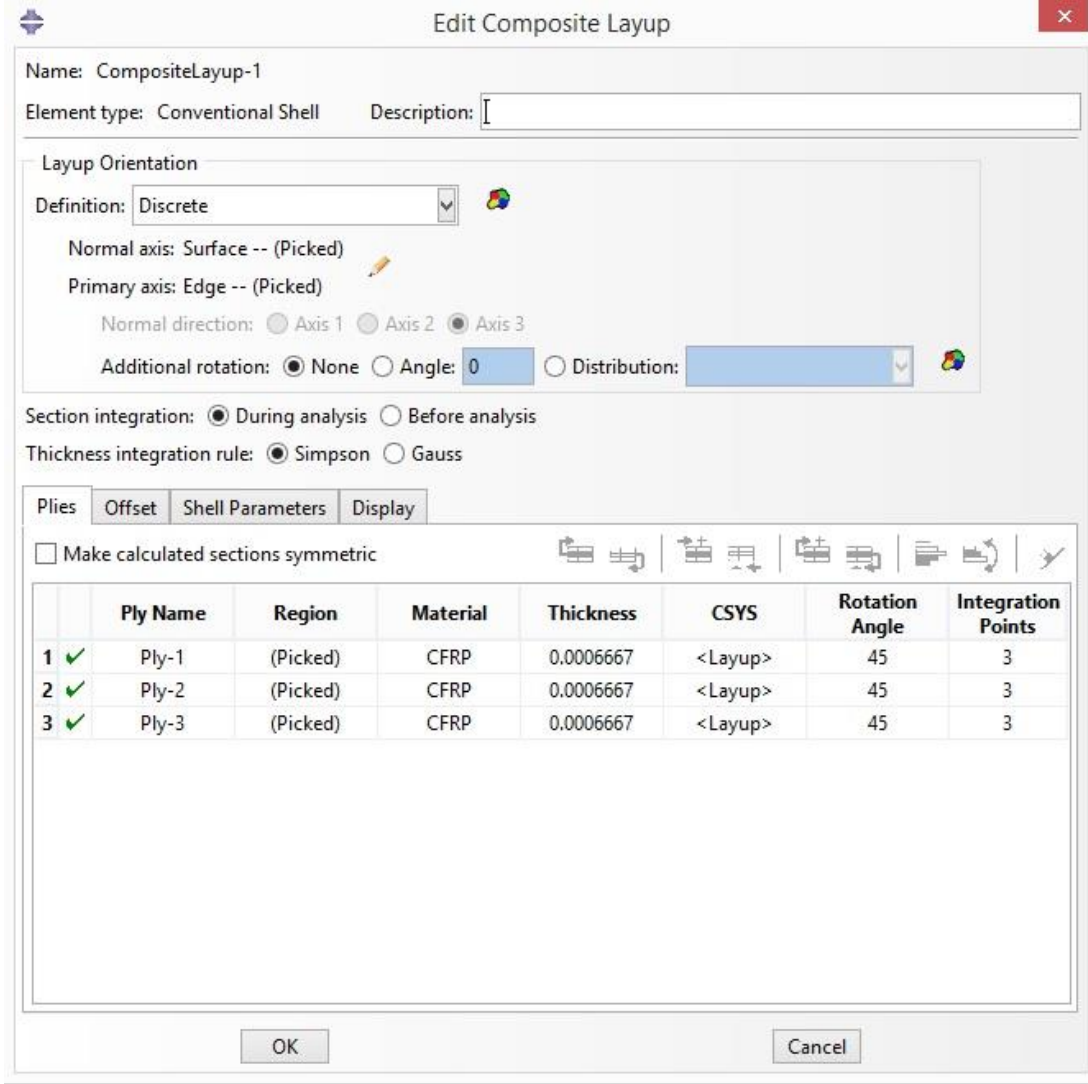 Edit Composite Layup
Name: CompositeLayup-1
Element type: Conventional Shell Description:
Layup Orientation
Definition: Discrete
Normal axis: Surface -- (Picked)
Primary axis: Edge -- (Picked)
Normal direction: Axis 1 Axis 2 Axis 3
Additional rotation: None Angle: 0 Distribution:
Section integration: During analysis Before analysis
Thickness integration rule: Simpson Gauss
Plies Offset Shell Parameters Display
Make calculated sections symmetric
Ply Name Region Material Thickness CSYS Rotation Angle Integration Points
1 Ply-1 (Picked) CFRP 0.0006667 <Layup> 45 3
2 Ply-2 (Picked) CFRP 0.0006667 <Layup> 45 3
3 Ply-3 (Picked) CFRP 0.0006667 <Layup> 45 3
OK Cancel